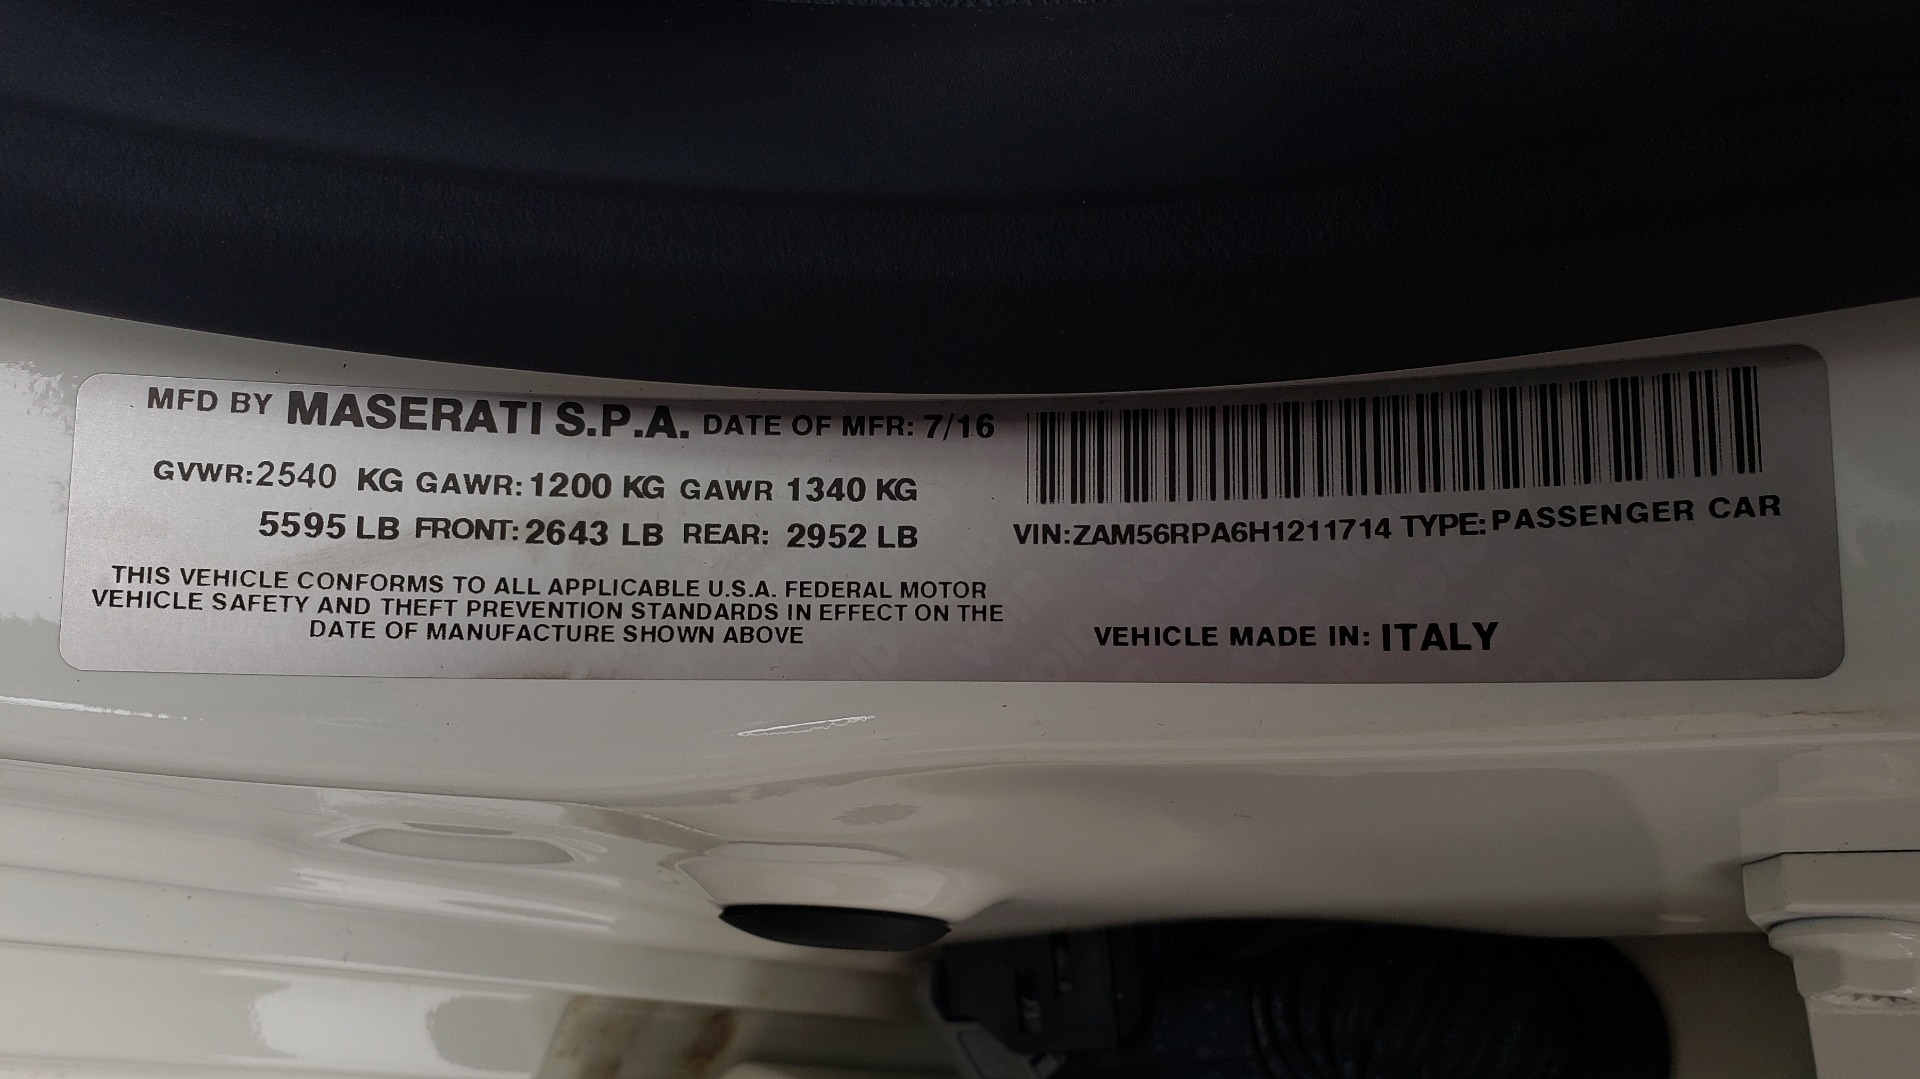 MFD BY MASERATI S.P.A. DATE OF MFR: 7/16
GVWR:2540 KG GAWR: 1200 KG GAWR 1340 KG
5595 LB FRONT: 2643 LB REAR: 2952 LB
THIS VEHICLE CONFORMS TO ALL APPLICABLE U.S.A. FEDERAL MOTOR
VEHICLE SAFETY AND THEFT PREVENTION STANDARDS IN EFFECT ON THE
DATE OF MANUFACTURE SHOWN ABOVE
VIN:ZAM56RPA6H1211714 TYPE:PASSENGER CAR
VEHICLE MADE IN: ITALY